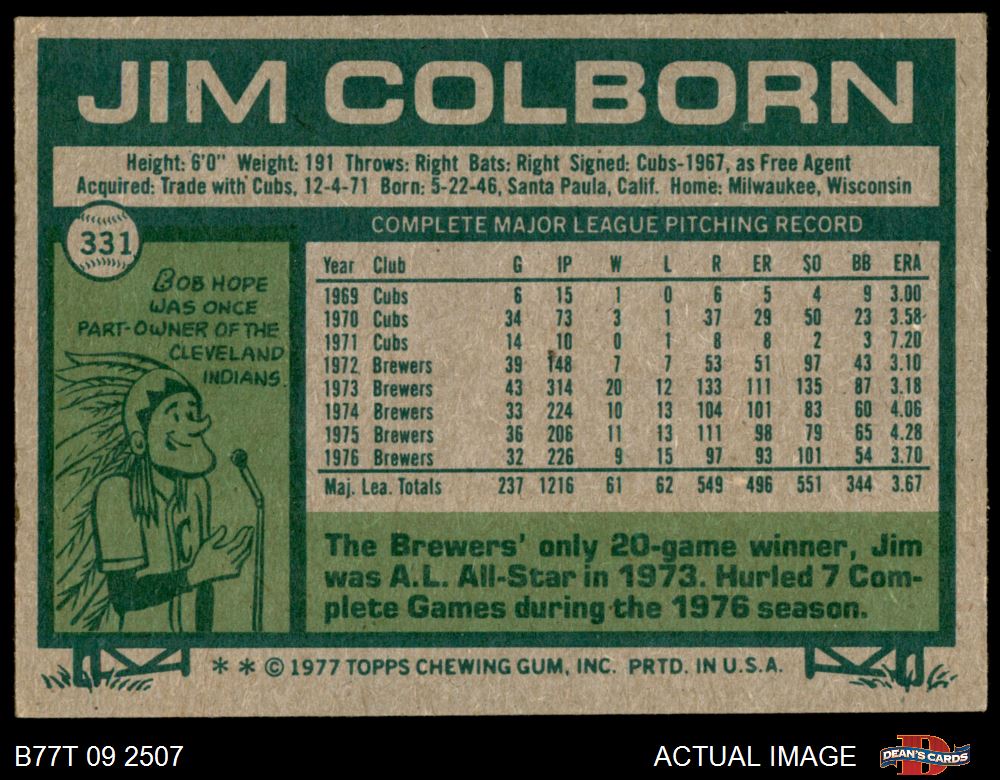 JIM COLBORN
Height: 6'0" Weight: 191 Throws: Right Bats: Right Signed: Cubs-1967, as Free Agent
Acquired: Trade with Cubs, 12-4-71 Born: 5-22-46, Santa Paula, Calif. Home: Milwaukee, Wisconsin
331
BOB HOPE
WAS ONCE
PART-OWNER OF THE
CLEVELAND
INDIANS.
C
COMPLETE MAJOR LEAGUE PITCHING RECORD
Year Club G IP W L R ER SO BB ERA
1969 Cubs 6 15 1 0 6 5 4 9 3.00
1970 Cubs 34 73 3 1 37 29 50 23 3.58
1971 Cubs 14 10 0 1 8 8 2 3 7.20
1972 Brewers 39 148 7 7 53 51 97 43 3.10
1973 Brewers 43 314 20 12 133 111 135 87 3.18
1974 Brewers 33 224 10 13 104 101 83 60 4.06
1975 Brewers 36 206 11 13 111 98 79 65 4.28
1976 Brewers 32 226 9 15 97 93 101 54 3.70
Maj. Lea. Totals 237 1216 61 62 549 496 551 344 3.67
The Brewers' only 20-game winner, Jim
was A.L. All-Star in 1973. Hurled 7 Com-
plete Games during the 1976 season.
* * © 1977 TOPPS CHEWING GUM, INC. PRTD. IN U.S.A.
B77T 09 2507
ACTUAL IMAGE
D
DEAN'S CARDS